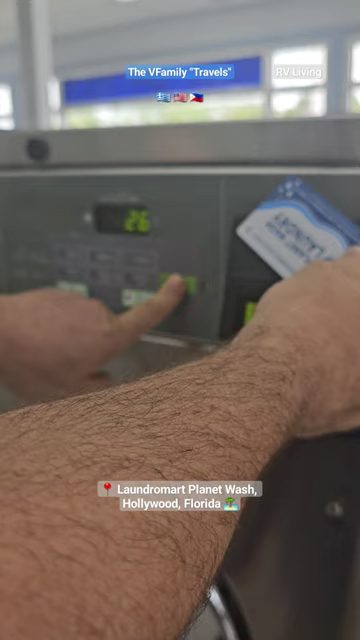 The VFamily "Travels"
RV Living
🇬🇷🇺🇸🇵🇭
26
📍 Laundromart Planet Wash,
Hollywood, Florida 🏝️